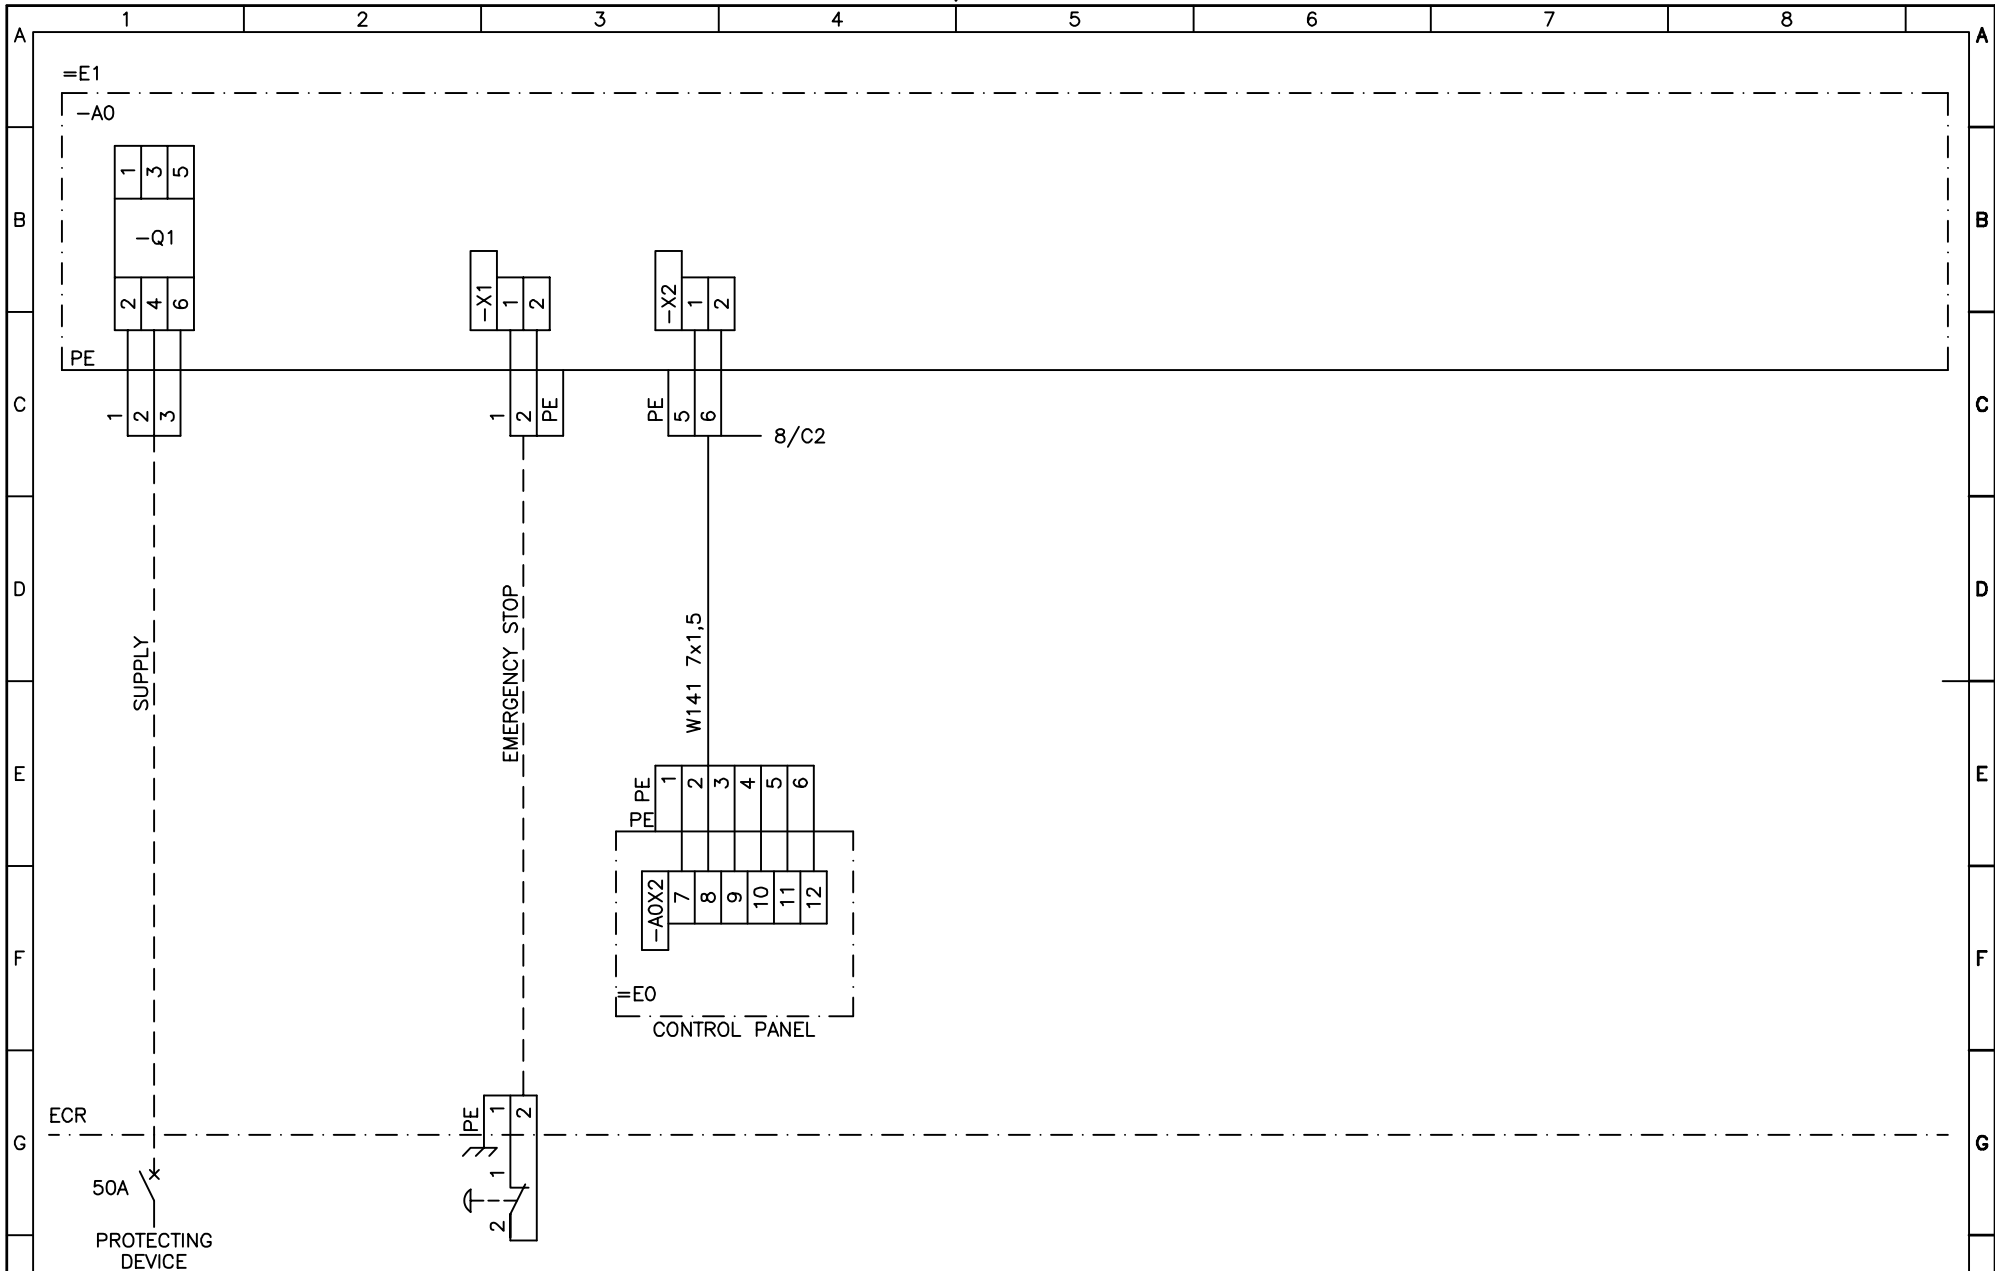 1 2 3 4 5 6 7 8
A A
=E1
-A0
1 3 5
B -Q1 B
2 4 6
-X1 1 2
-X2 1 2
PE
C C
1 2 3
1 2 PE
PE 5 6
8/C2
D D
SUPPLY
EMERGENCY STOP
W141 7x1,5
E E
PE 1 2 3 4 5 6
PE
-A0X2 7 8 9 10 11 12
F F
=E0
CONTROL PANEL
ECR
PE 1 2
G G
1
50A
2
PROTECTING
DEVICE